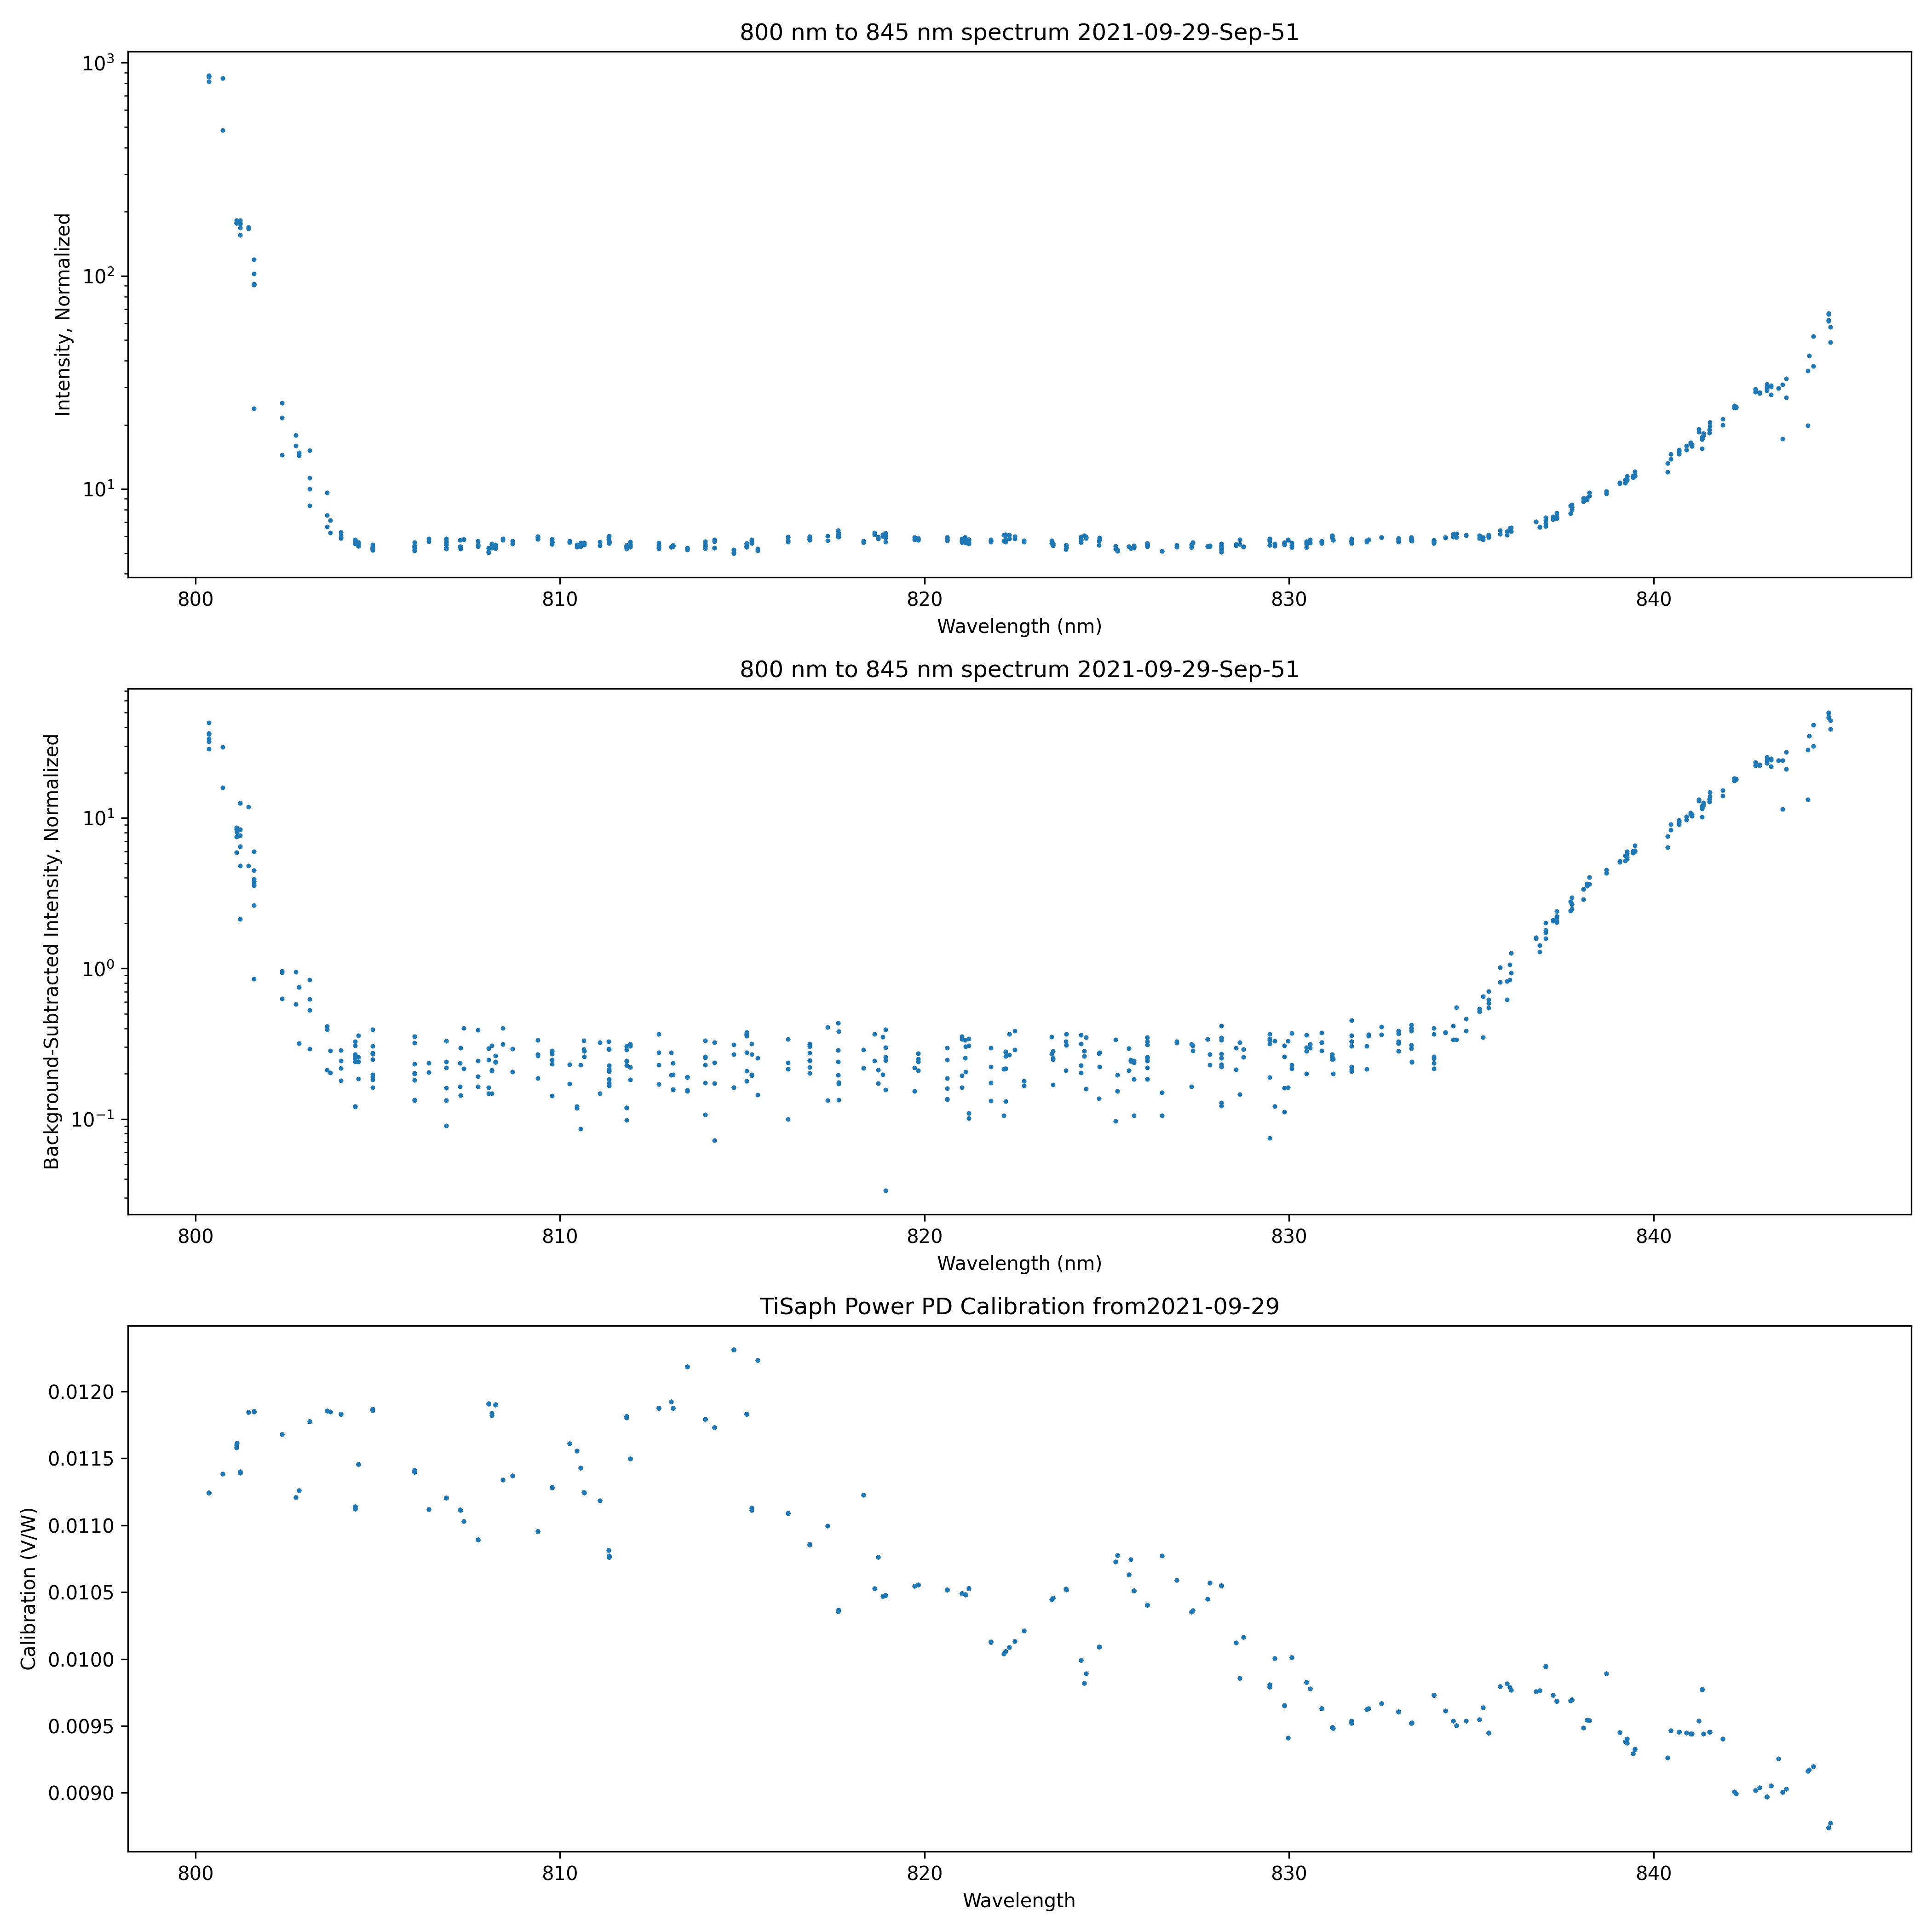 800 nm to 845 nm spectrum 2021-09-29-Sep-51
Intensity, Normalized
10³
10²
10¹
800 810 820 830 840
Wavelength (nm)
800 nm to 845 nm spectrum 2021-09-29-Sep-51
Background-Subtracted Intensity, Normalized
10¹
10⁰
10⁻¹
800 810 820 830 840
Wavelength (nm)
TiSaph Power PD Calibration from2021-09-29
Calibration (V/W)
0.0120
0.0115
0.0110
0.0105
0.0100
0.0095
0.0090
800 810 820 830 840
Wavelength